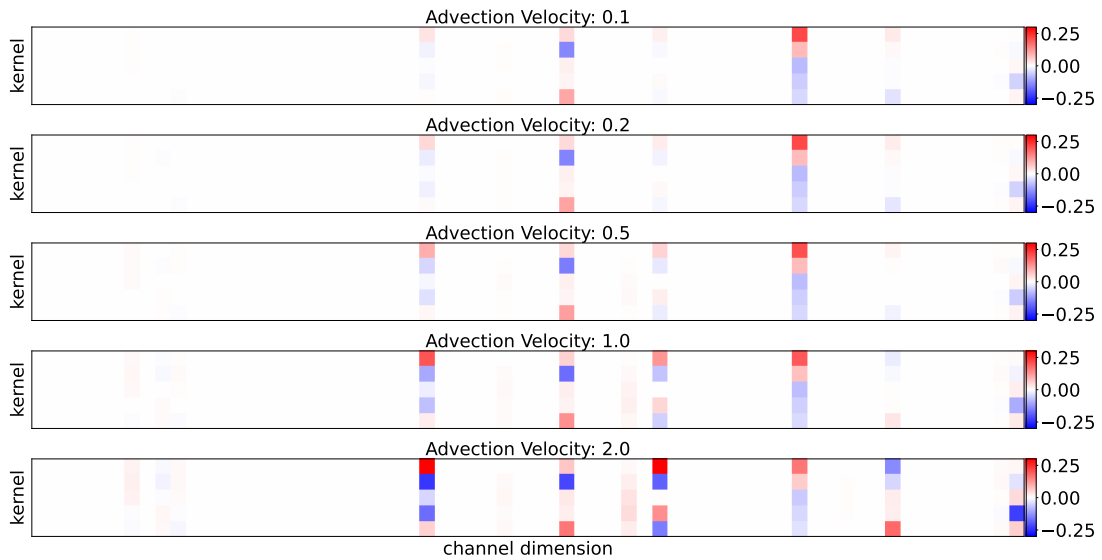 Advection Velocity: 0.1
kernel
0.25
0.00
−0.25
Advection Velocity: 0.2
kernel
0.25
0.00
−0.25
Advection Velocity: 0.5
kernel
0.25
0.00
−0.25
Advection Velocity: 1.0
kernel
0.25
0.00
−0.25
Advection Velocity: 2.0
kernel
0.25
0.00
−0.25
channel dimension